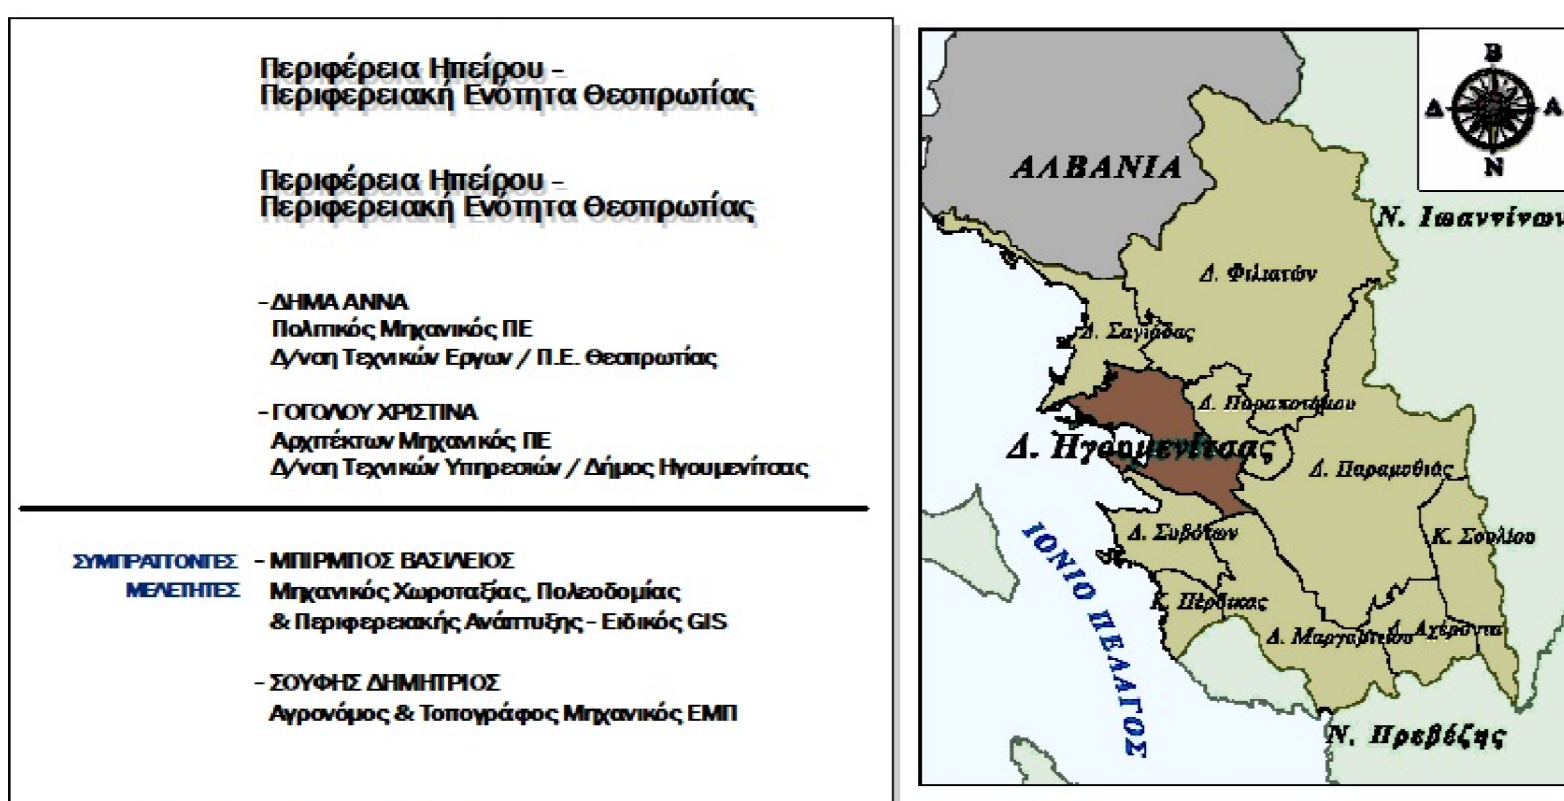 Περιφέρεια Ηπείρου –
Περιφερειακή Ενότητα Θεσπρωτίας
Περιφέρεια Ηπείρου –
Περιφερειακή Ενότητα Θεσπρωτίας
- ΔΗΜΑ ΑΝΝΑ
Πολιτικός Μηχανικός ΠΕ
Δ/νση Τεχνικών Εργων / Π.Ε. Θεσπρωτίας
- ΓΟΓΟΛΟΥ ΧΡΙΣΤΙΝΑ
Αρχιτέκτων Μηχανικός ΠΕ
Δ/νση Τεχνικών Υπηρεσιών / Δήμος Ηγουμενίτσας
ΣΥΜΠΡΑΤΤΟΝΤΕΣ - ΜΠΙΡΜΠΟΣ ΒΑΣΙΛΕΙΟΣ
ΜΕΛΕΤΗΤΕΣ Μηχανικός Χωροταξίας, Πολεοδομίας
& Περιφερειακής Ανάπτυξης – Ειδικός GIS
- ΣΟΥΦΗΣ ΔΗΜΗΤΡΙΟΣ
Αγρονόμος & Τοπογράφος Μηχανικός ΕΜΠ
Β
Δ Α
Ν
ΑΛΒΑΝΙΑ
Ν. Ιωαννίνων
Δ. Φιλιατών
Δ. Σαγιάδας
Δ. Παραποτάμου
Δ. Ηγουμενίτσας
Δ. Παραμυθιάς
Δ. Συβότων
Κ. Σουλίου
ΙΟΝΙΟ ΠΕΛΑΓΟΣ
Κ. Πέρδικας
Δ. Μαργαριτίου
Δ. Αχέροντα
Ν. Πρεβέζης